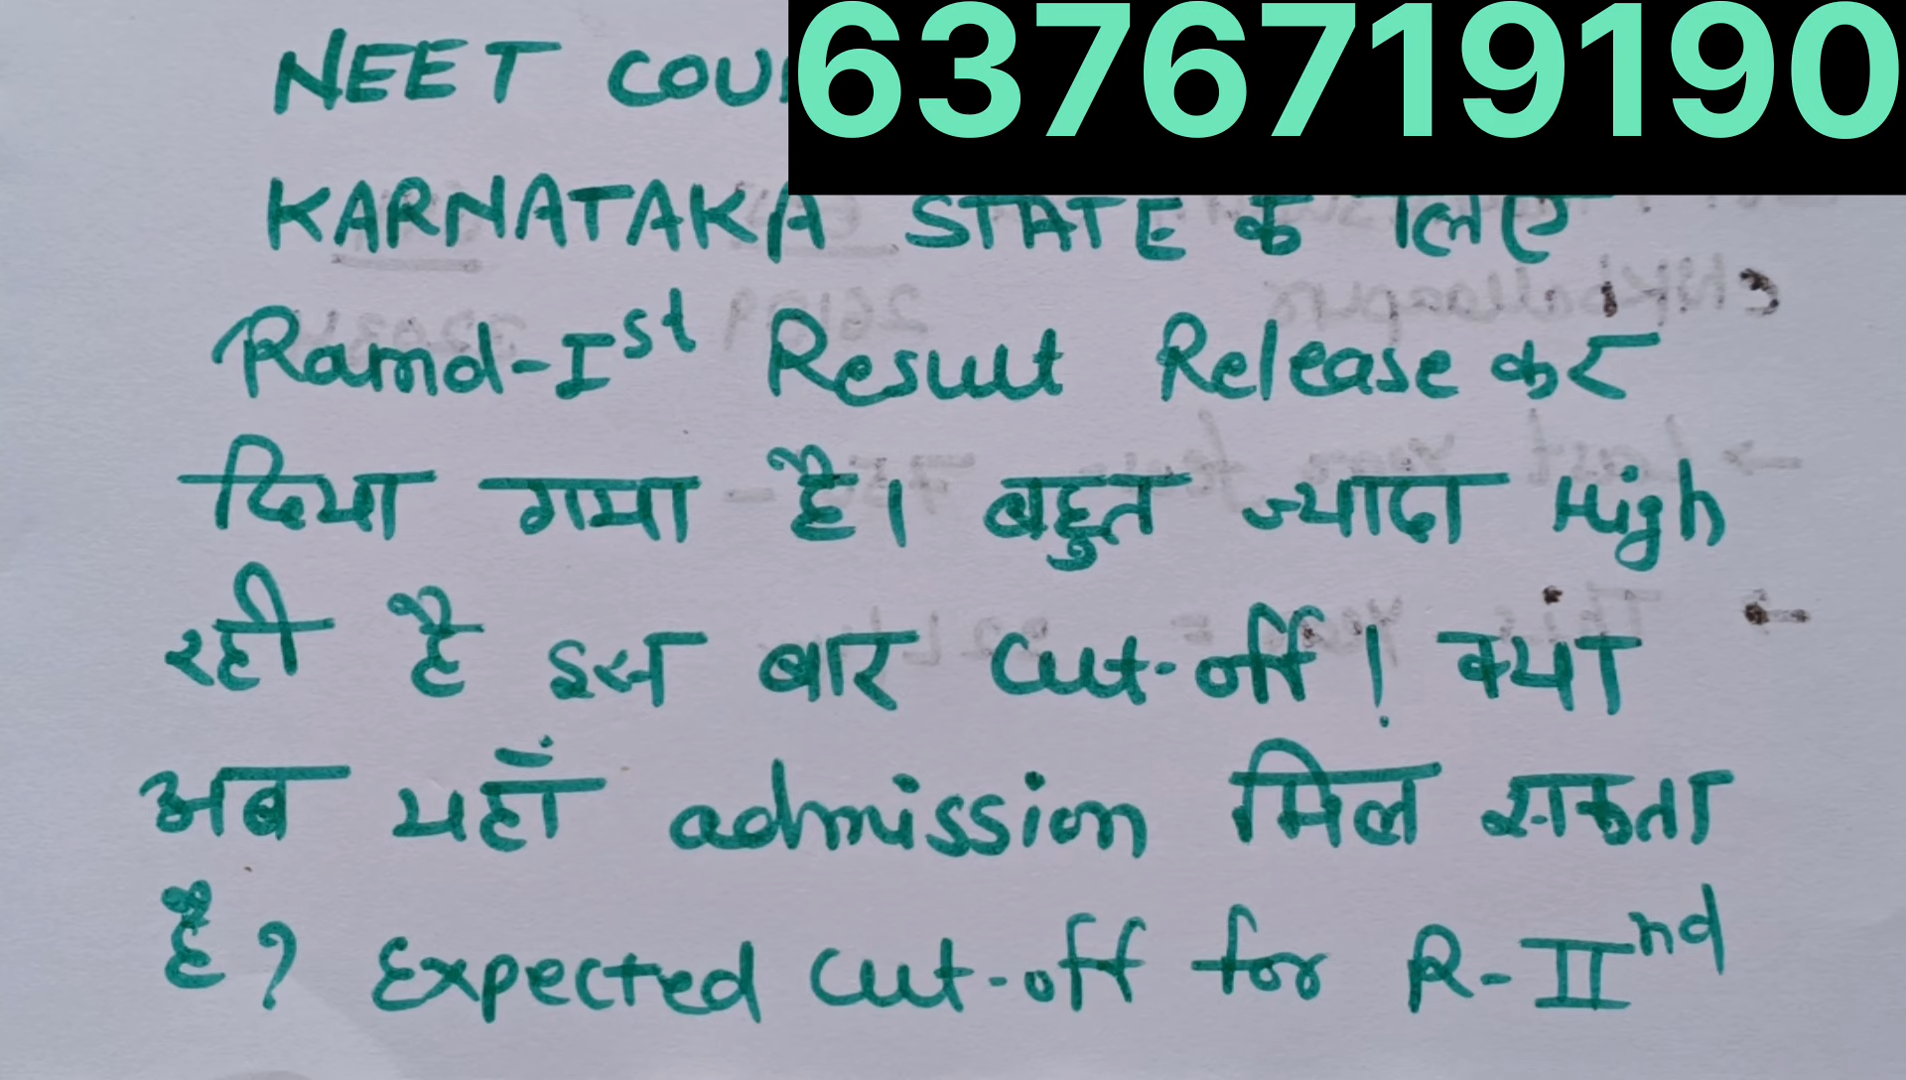 6376719190
NEET COU
KARNATAKA STATE के लिए
Ramd-Ist Result Release कर
दिया गया है। बहुत ज्यादा High
रही है इस बार cut-off! क्या
अब यहाँ admission मिल सकता
है? Expected cut-off for R-IInd